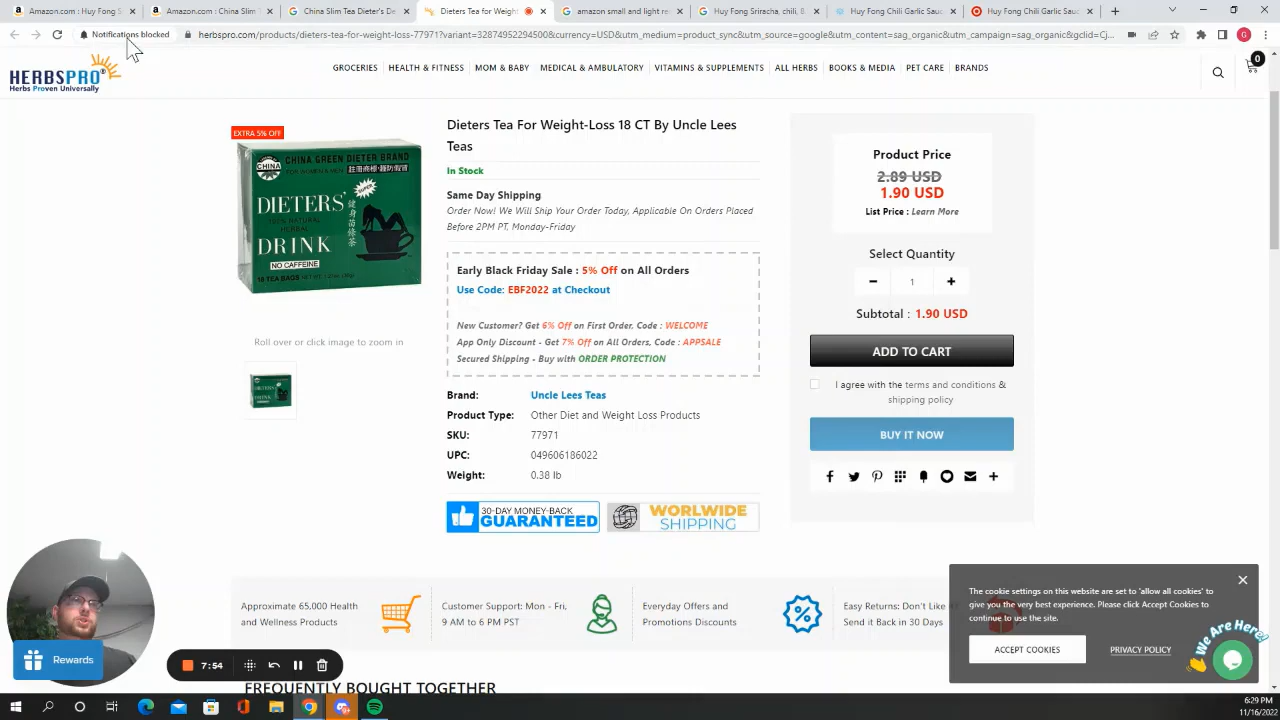 Amazon.com : China S
Amazon.com : China Slim T
China Slim Tea Dieter's De
Dieters Tea For Weight
amazon small and light re
Huy Fong Sriracha, chili, 8
Huy Fong Chili Garlic Sauc
Huy Fong Chili Garlic Sauc
Notifications blocked
herbspro.com/products/dieters-tea-for-weight-loss-77971?variant=32874952294500&currency=USD&utm_medium=product_sync&utm_source=google&utm_content=sag_organic&utm_campaign=sag_organic&gclid=Cj...
G
HERBSPRO®
Herbs Proven Universally
GROCERIES HEALTH & FITNESS MOM & BABY MEDICAL & AMBULATORY VITAMINS & SUPPLEMENTS ALL HERBS BOOKS & MEDIA PET CARE BRANDS
0
EXTRA 5% OFF
CHINA
CHINA GREEN DIETER BRAND
FOR WOMEN & MEN
DIETERS'
100% NATURAL
HERBAL
DRINK
健身苗條茶
NO CAFFEINE
18 TEA BAGS
Roll over or click image to zoom in
Dieters Tea For Weight-Loss 18 CT By Uncle Lees
Teas
In Stock
Same Day Shipping
Order Now! We Will Ship Your Order Today, Applicable On Orders Placed
Before 2PM PT, Monday-Friday
Early Black Friday Sale : 5% Off on All Orders
Use Code: EBF2022 at Checkout
New Customer? Get 6% Off on First Order, Code : WELCOME
App Only Discount - Get 7% Off on All Orders, Code : APPSALE
Secured Shipping - Buy with ORDER PROTECTION
Brand: Uncle Lees Teas
Product Type: Other Diet and Weight Loss Products
SKU: 77971
UPC: 049606186022
Weight: 0.38 lb
30-DAY MONEY-BACK
GUARANTEED
WORLWIDE
SHIPPING
Product Price
2.89 USD
1.90 USD
List Price : Learn More
Select Quantity
1
Subtotal : 1.90 USD
ADD TO CART
I agree with the terms and conditions &
shipping policy
BUY IT NOW
Approximate 65,000 Health
and Wellness Products
Customer Support: Mon - Fri,
9 AM to 6 PM PST
Everyday Offers and
Promotions Discounts
Easy Returns: Don't Like
Send it Back in 30 Days
The cookie settings on this website are set to 'allow all cookies' to
give you the very best experience. Please click Accept Cookies to
continue to use the site.
ACCEPT COOKIES
PRIVACY POLICY
We Are Here!
Rewards
7:54
FREQUENTLY BOUGHT TOGETHER
6:29 PM
11/16/2022